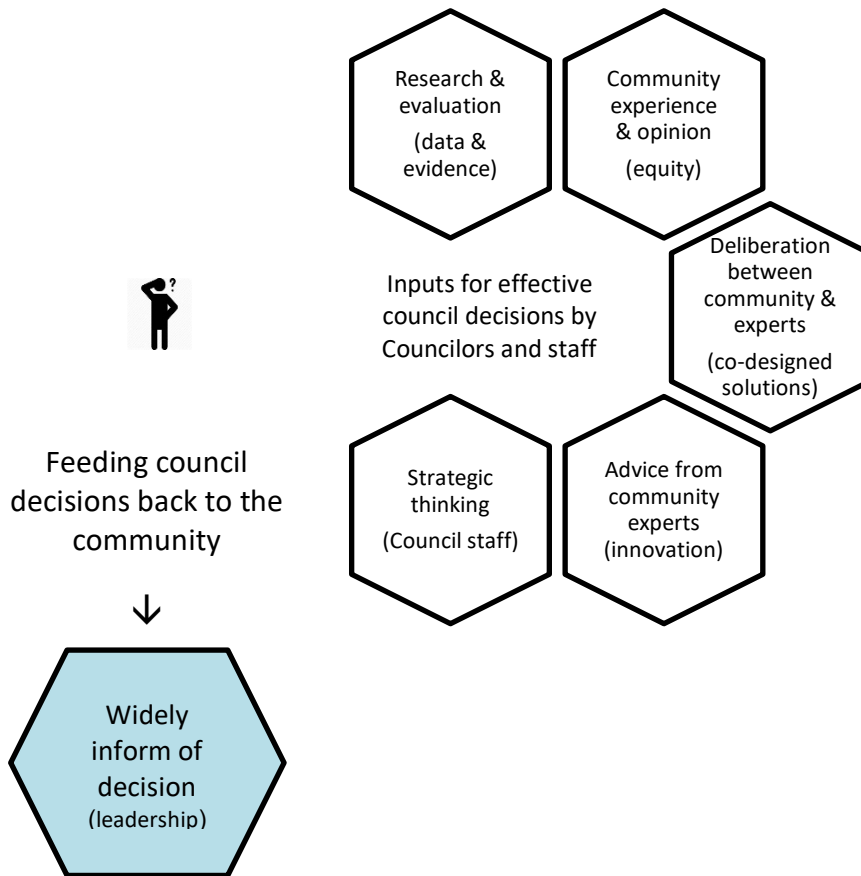 Research &
evaluation
(data &
evidence)
Community
experience
& opinion
(equity)
Deliberation
between
community &
experts
(co-designed
solutions)
?
Inputs for effective
council decisions by
Councilors and staff
Strategic
thinking
(Council staff)
Advice from
community
experts
(innovation)
Feeding council
decisions back to the
community
↓
Widely
inform of
decision
(leadership)